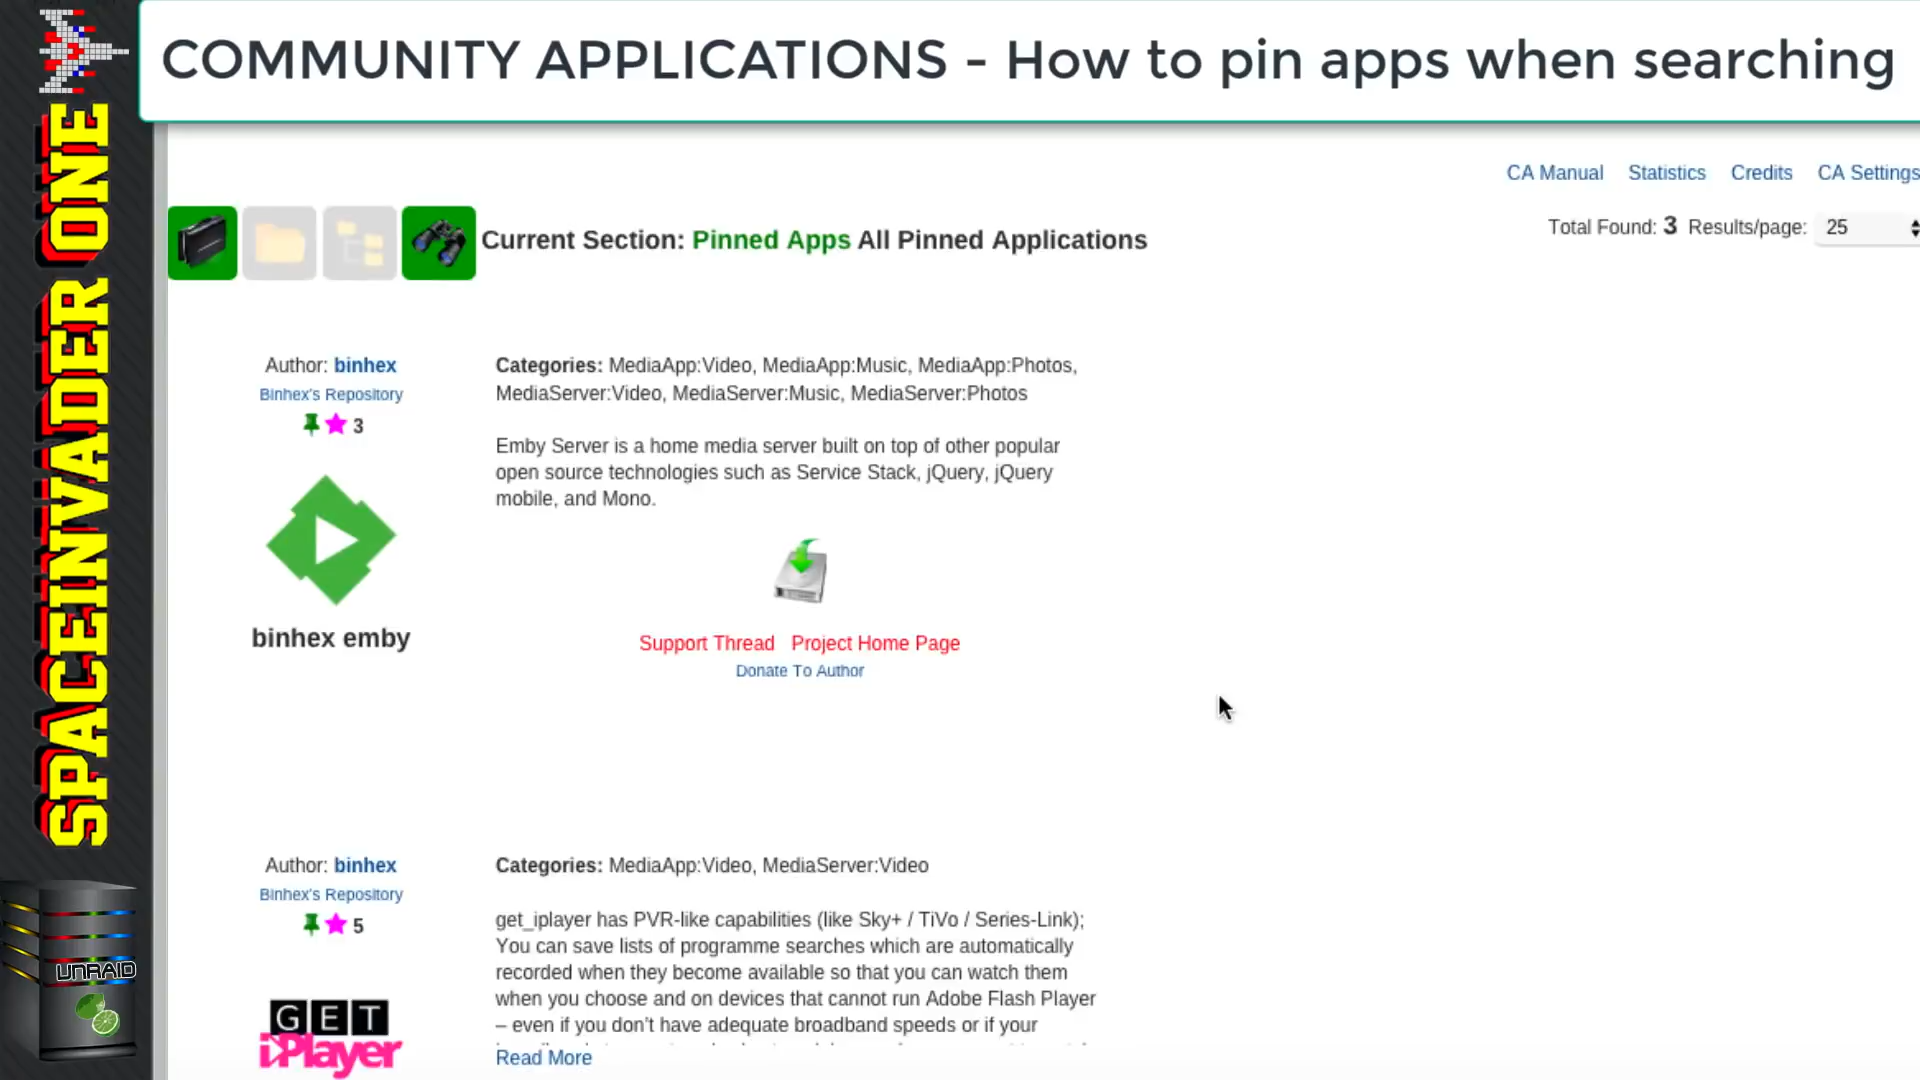 COMMUNITY APPLICATIONS - How to pin apps when searching
SPACEINVADER ONE
CA Manual Statistics Credits CA Settings
Current Section: Pinned Apps All Pinned Applications
Total Found: 3 Results/page: 25
Author: binhex
Binhex's Repository
3
binhex emby
Categories: MediaApp:Video, MediaApp:Music, MediaApp:Photos,
MediaServer:Video, MediaServer:Music, MediaServer:Photos
Emby Server is a home media server built on top of other popular
open source technologies such as Service Stack, jQuery, jQuery
mobile, and Mono.
Support Thread Project Home Page
Donate To Author
Author: binhex
Binhex's Repository
5
GET
iPlayer
Categories: MediaApp:Video, MediaServer:Video
get_iplayer has PVR-like capabilities (like Sky+ / TiVo / Series-Link);
You can save lists of programme searches which are automatically
recorded when they become available so that you can watch them
when you choose and on devices that cannot run Adobe Flash Player
– even if you don't have adequate broadband speeds or if your
Read More
UNRAID